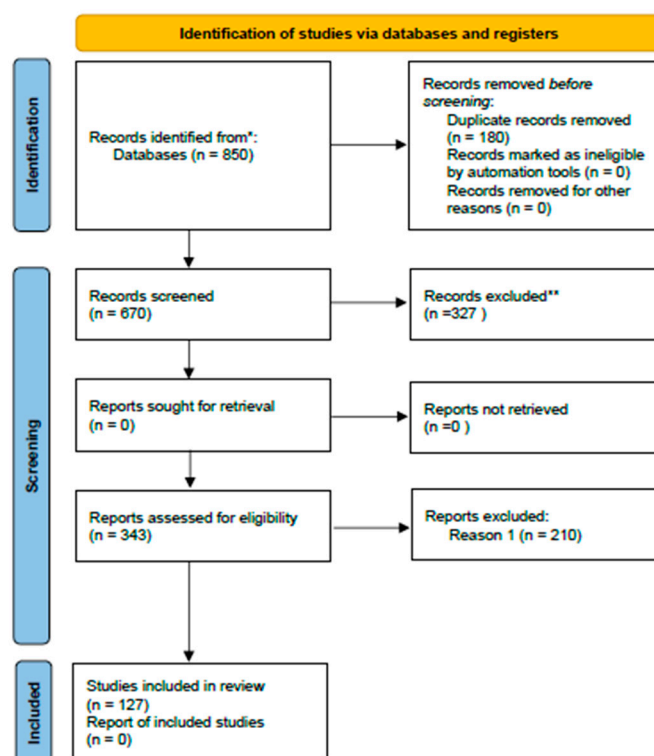 Identification of studies via databases and registers
Identification
Records identified from*:
Databases (n = 850)
Records removed before
screening:
Duplicate records removed
(n = 180)
Records marked as ineligible
by automation tools (n = 0)
Records removed for other
reasons (n = 0)
Screening
Records screened
(n = 670)
Records excluded**
(n =327 )
Reports sought for retrieval
(n = 0)
Reports not retrieved
(n =0 )
Reports assessed for eligibility
(n = 343)
Reports excluded:
Reason 1 (n = 210)
Included
Studies included in review
(n = 127)
Report of included studies
(n = 0)